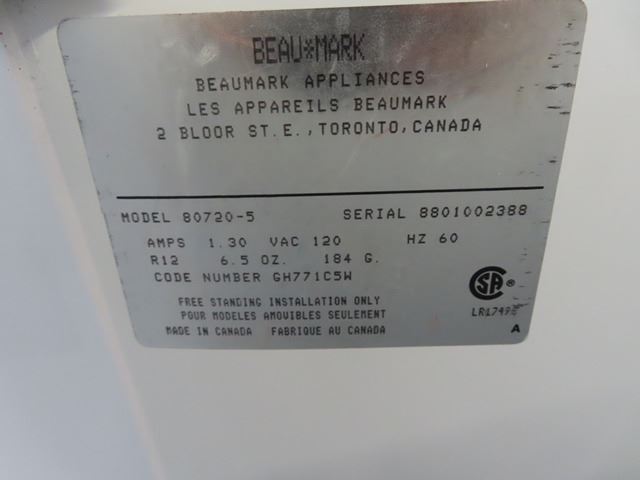 BEAU✳MARK
BEAUMARK APPLIANCES
LES APPAREILS BEAUMARK
2 BLOOR ST.E.,TORONTO,CANADA
MODEL 80720-5 SERIAL 8801002388
AMPS 1.30 VAC 120 HZ 60
R12 6.5 OZ. 184 G.
CODE NUMBER GH771C5W
SA ®
FREE STANDING INSTALLATION ONLY
POUR MODELES AMOVIBLES SEULEMENT
MADE IN CANADA FABRIQUE AU CANADA
A